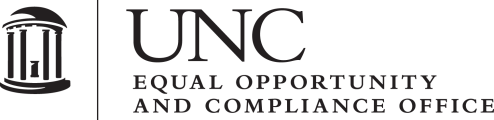 UNC
EQUAL OPPORTUNITY
AND COMPLIANCE OFFICE